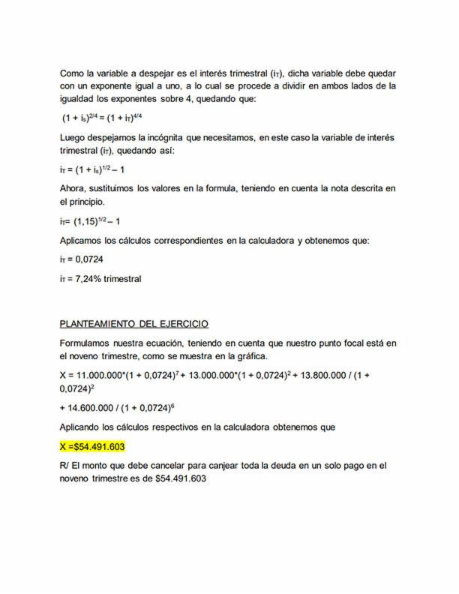 Como la variable a despejar es el interés trimestral (iT), dicha variable debe quedar
con un exponente igual a uno, a lo cual se procede a dividir en ambos lados de la
igualdad los exponentes sobre 4, quedando que:
(1 + is)^2/4 = (1 + iT)^4/4
Luego despejamos la incógnita que necesitamos, en este caso la variable de interés
trimestral (iT), quedando así:
iT = (1 + is)^1/2 – 1
Ahora, sustituimos los valores en la formula, teniendo en cuenta la nota descrita en
el principio.
iT= (1,15)^1/2 – 1
Aplicamos los cálculos correspondientes en la calculadora y obtenemos que:
iT = 0,0724
iT = 7,24% trimestral
PLANTEAMIENTO DEL EJERCICIO
Formulamos nuestra ecuación, teniendo en cuenta que nuestro punto focal está en
el noveno trimestre, como se muestra en la gráfica.
X = 11.000.000*(1 + 0,0724)^7 + 13.000.000*(1 + 0,0724)^2 + 13.800.000 / (1 +
0,0724)^2
+ 14.600.000 / (1 + 0,0724)^6
Aplicando los cálculos respectivos en la calculadora obtenemos que
X =$54.491.603
R/ El monto que debe cancelar para canjear toda la deuda en un solo pago en el
noveno trimestre es de $54.491.603